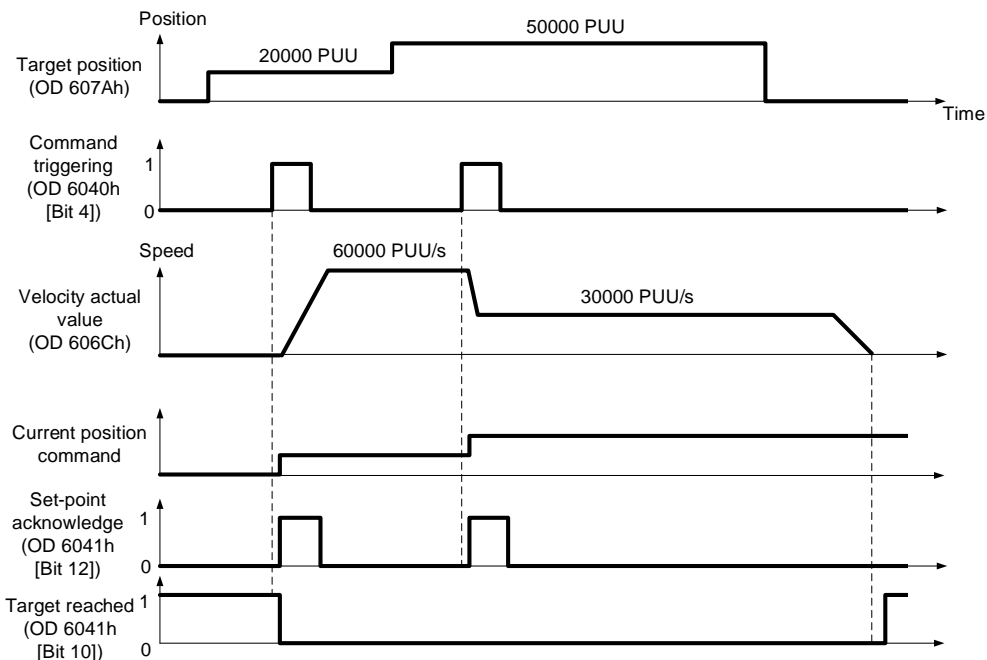 Position
50000 PUU
20000 PUU
Target position
(OD 607Ah)
Time
Command
triggering
(OD 6040h
[Bit 4])
1
0
Speed
60000 PUU/s
30000 PUU/s
Velocity actual
value
(OD 606Ch)
Current position
command
Set-point
acknowledge
(OD 6041h
[Bit 12])
1
0
Target reached
(OD 6041h
[Bit 10])
1
0